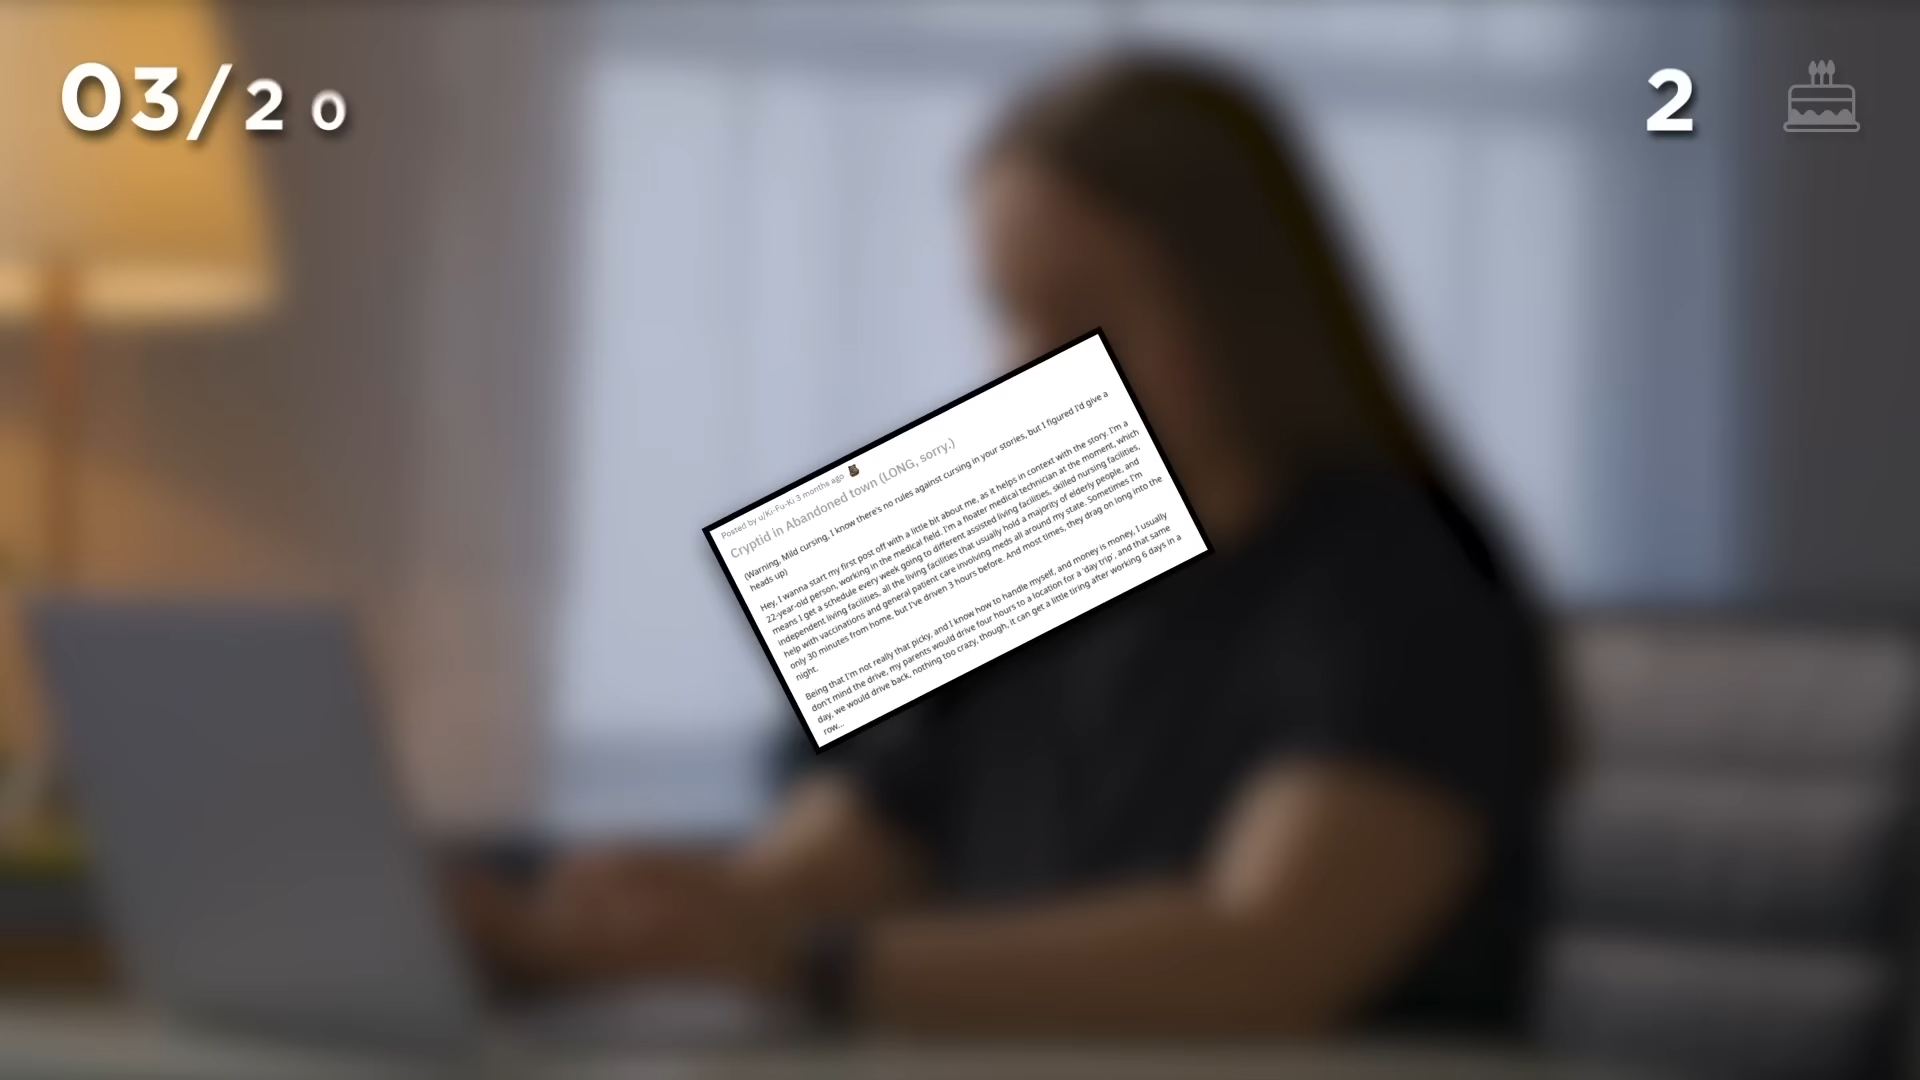 03/20
2
Posted by u/Ki-Fu-Ki 3 months ago
Cryptid in Abandoned town (LONG, sorry.)
(Warning, Mild cursing, I know there's no rules against cursing in your stories, but I figured I'd give a
heads up)
Hey, I wanna start my first post off with a little bit about me, as it helps in context with the story. I'm a
22-year-old person, working in the medical field. I'm a floater medical technician at the moment, which
means I get a schedule every week going to different assisted living facilities, skilled nursing facilities,
independent living facilities, all the living facilities that usually hold a majority of elderly people, and
help with vaccinations and general patient care involving meds all around my state. Sometimes I'm
only 30 minutes from home, but I've driven 3 hours before. And most times, they drag on long into the
night.
Being that I'm not really that picky, and I know how to handle myself, and money is money, I usually
don't mind the drive, my parents would drive four hours to a location for a 'day trip', and that same
day, we would drive back, nothing too crazy, though, it can get a little tiring after working 6 days in a
row...